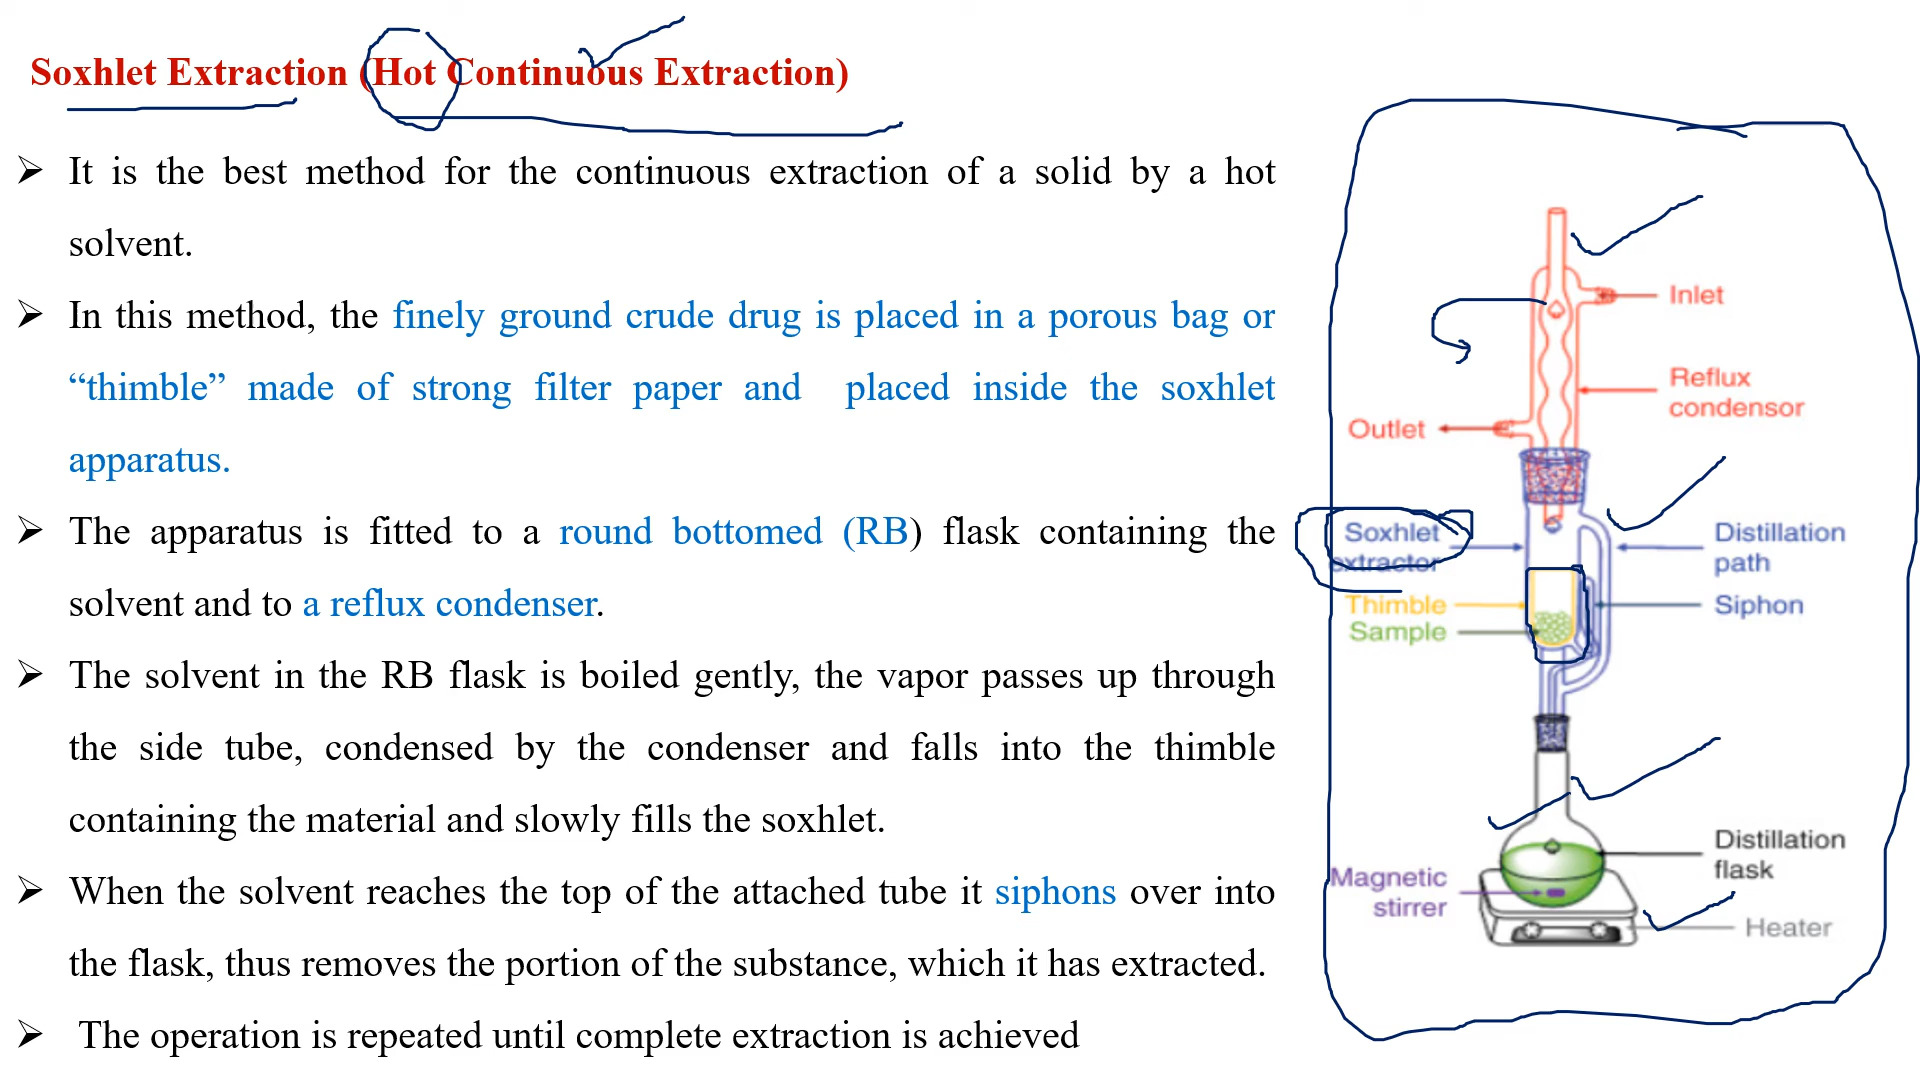 Soxhlet Extraction (Hot Continuous Extraction)
➢ It is the best method for the continuous extraction of a solid by a hot
solvent.
➢ In this method, the finely ground crude drug is placed in a porous bag or
“thimble” made of strong filter paper and placed inside the soxhlet
apparatus.
➢ The apparatus is fitted to a round bottomed (RB) flask containing the
solvent and to a reflux condenser.
➢ The solvent in the RB flask is boiled gently, the vapor passes up through
the side tube, condensed by the condenser and falls into the thimble
containing the material and slowly fills the soxhlet.
➢ When the solvent reaches the top of the attached tube it siphons over into
the flask, thus removes the portion of the substance, which it has extracted.
➢ The operation is repeated until complete extraction is achieved
Inlet
Reflux
condensor
Outlet
Soxhlet
extractor
Distillation
path
Thimble
Siphon
Sample
Distillation
flask
Magnetic
stirrer
Heater